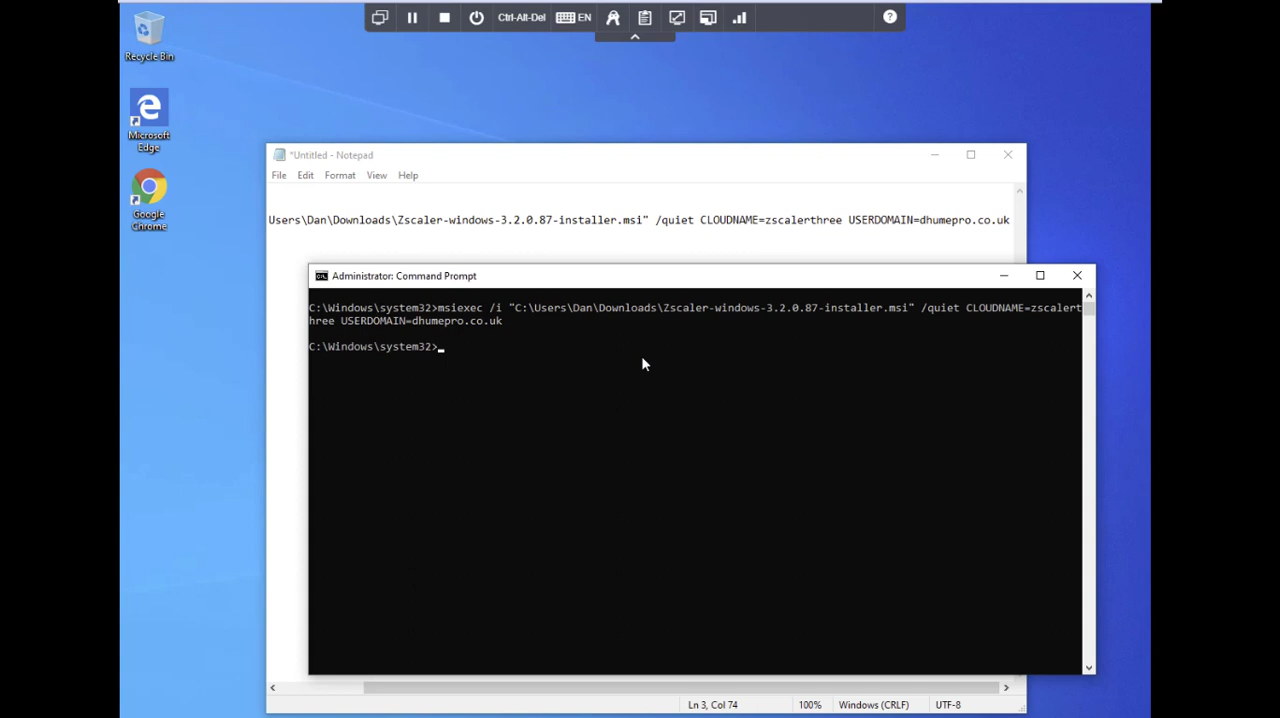 Ctrl-Alt-Del
EN
?
Recycle Bin
Microsoft
Edge
Google
Chrome
*Untitled - Notepad
File Edit Format View Help
Users\Dan\Downloads\Zscaler-windows-3.2.0.87-installer.msi" /quiet CLOUDNAME=zscalerthree USERDOMAIN=dhumepro.co.uk
Administrator: Command Prompt
C:\Windows\system32>msiexec /i "C:\Users\Dan\Downloads\Zscaler-windows-3.2.0.87-installer.msi" /quiet CLOUDNAME=zscalert
hree USERDOMAIN=dhumepro.co.uk
C:\Windows\system32>
Ln 3, Col 74 100% Windows (CRLF) UTF-8